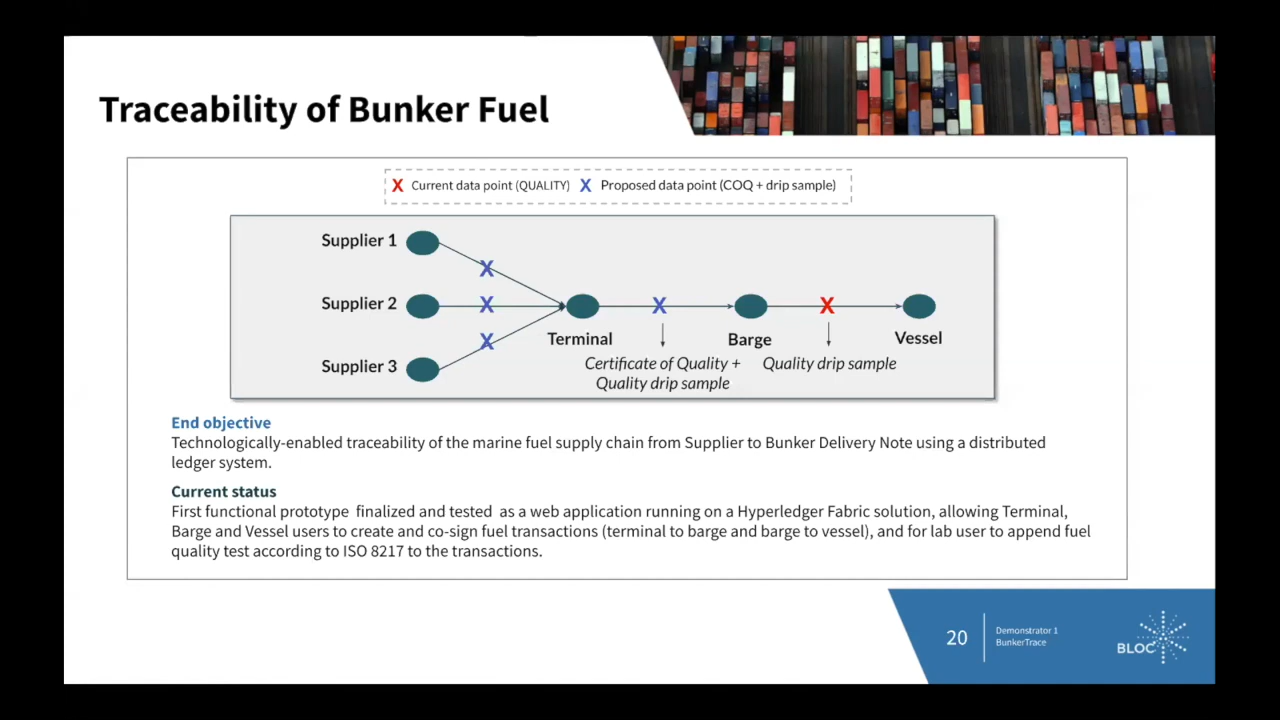 Traceability of Bunker Fuel
X Current data point (QUALITY) X Proposed data point (COQ + drip sample)
Supplier 1
X
Supplier 2
X
X
X
Supplier 3
X
Terminal
Barge
Vessel
Certificate of Quality +
Quality drip sample
Quality drip sample
End objective
Technologically-enabled traceability of the marine fuel supply chain from Supplier to Bunker Delivery Note using a distributed
ledger system.
Current status
First functional prototype finalized and tested as a web application running on a Hyperledger Fabric solution, allowing Terminal,
Barge and Vessel users to create and co-sign fuel transactions (terminal to barge and barge to vessel), and for lab user to append fuel
quality test according to ISO 8217 to the transactions.
20
Demonstrator 1
BunkerTrace
BLOC